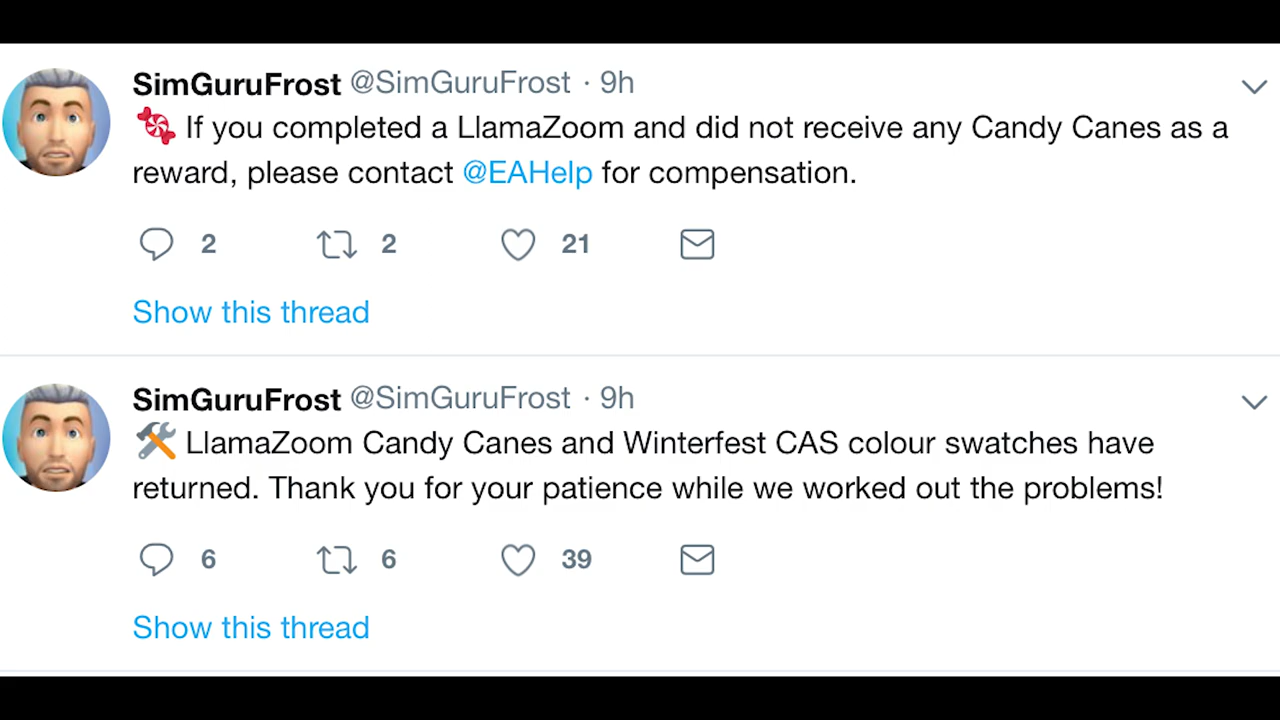 SimGuruFrost @SimGuruFrost · 9h
🍬 If you completed a LlamaZoom and did not receive any Candy Canes as a
reward, please contact @EAHelp for compensation.
2 2 21
Show this thread
SimGuruFrost @SimGuruFrost · 9h
🛠 LlamaZoom Candy Canes and Winterfest CAS colour swatches have
returned. Thank you for your patience while we worked out the problems!
6 6 39
Show this thread